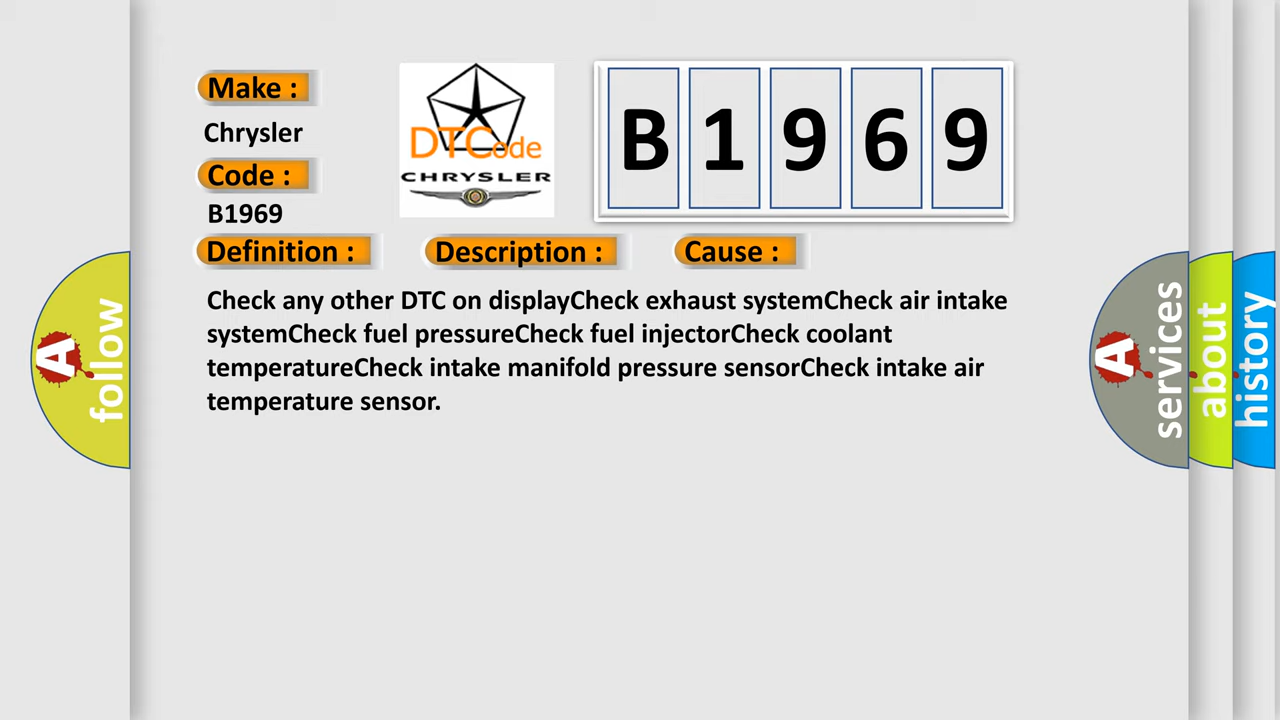 Make :
Chrysler
Code :
B1969
DTCode
CHRYSLER
B 1 9 6 9
Definition :
Description :
Cause :
Check any other DTC on displayCheck exhaust systemCheck air intake
systemCheck fuel pressureCheck fuel injectorCheck coolant
temperatureCheck intake manifold pressure sensorCheck intake air
temperature sensor.
A
follow
A
services
about
history